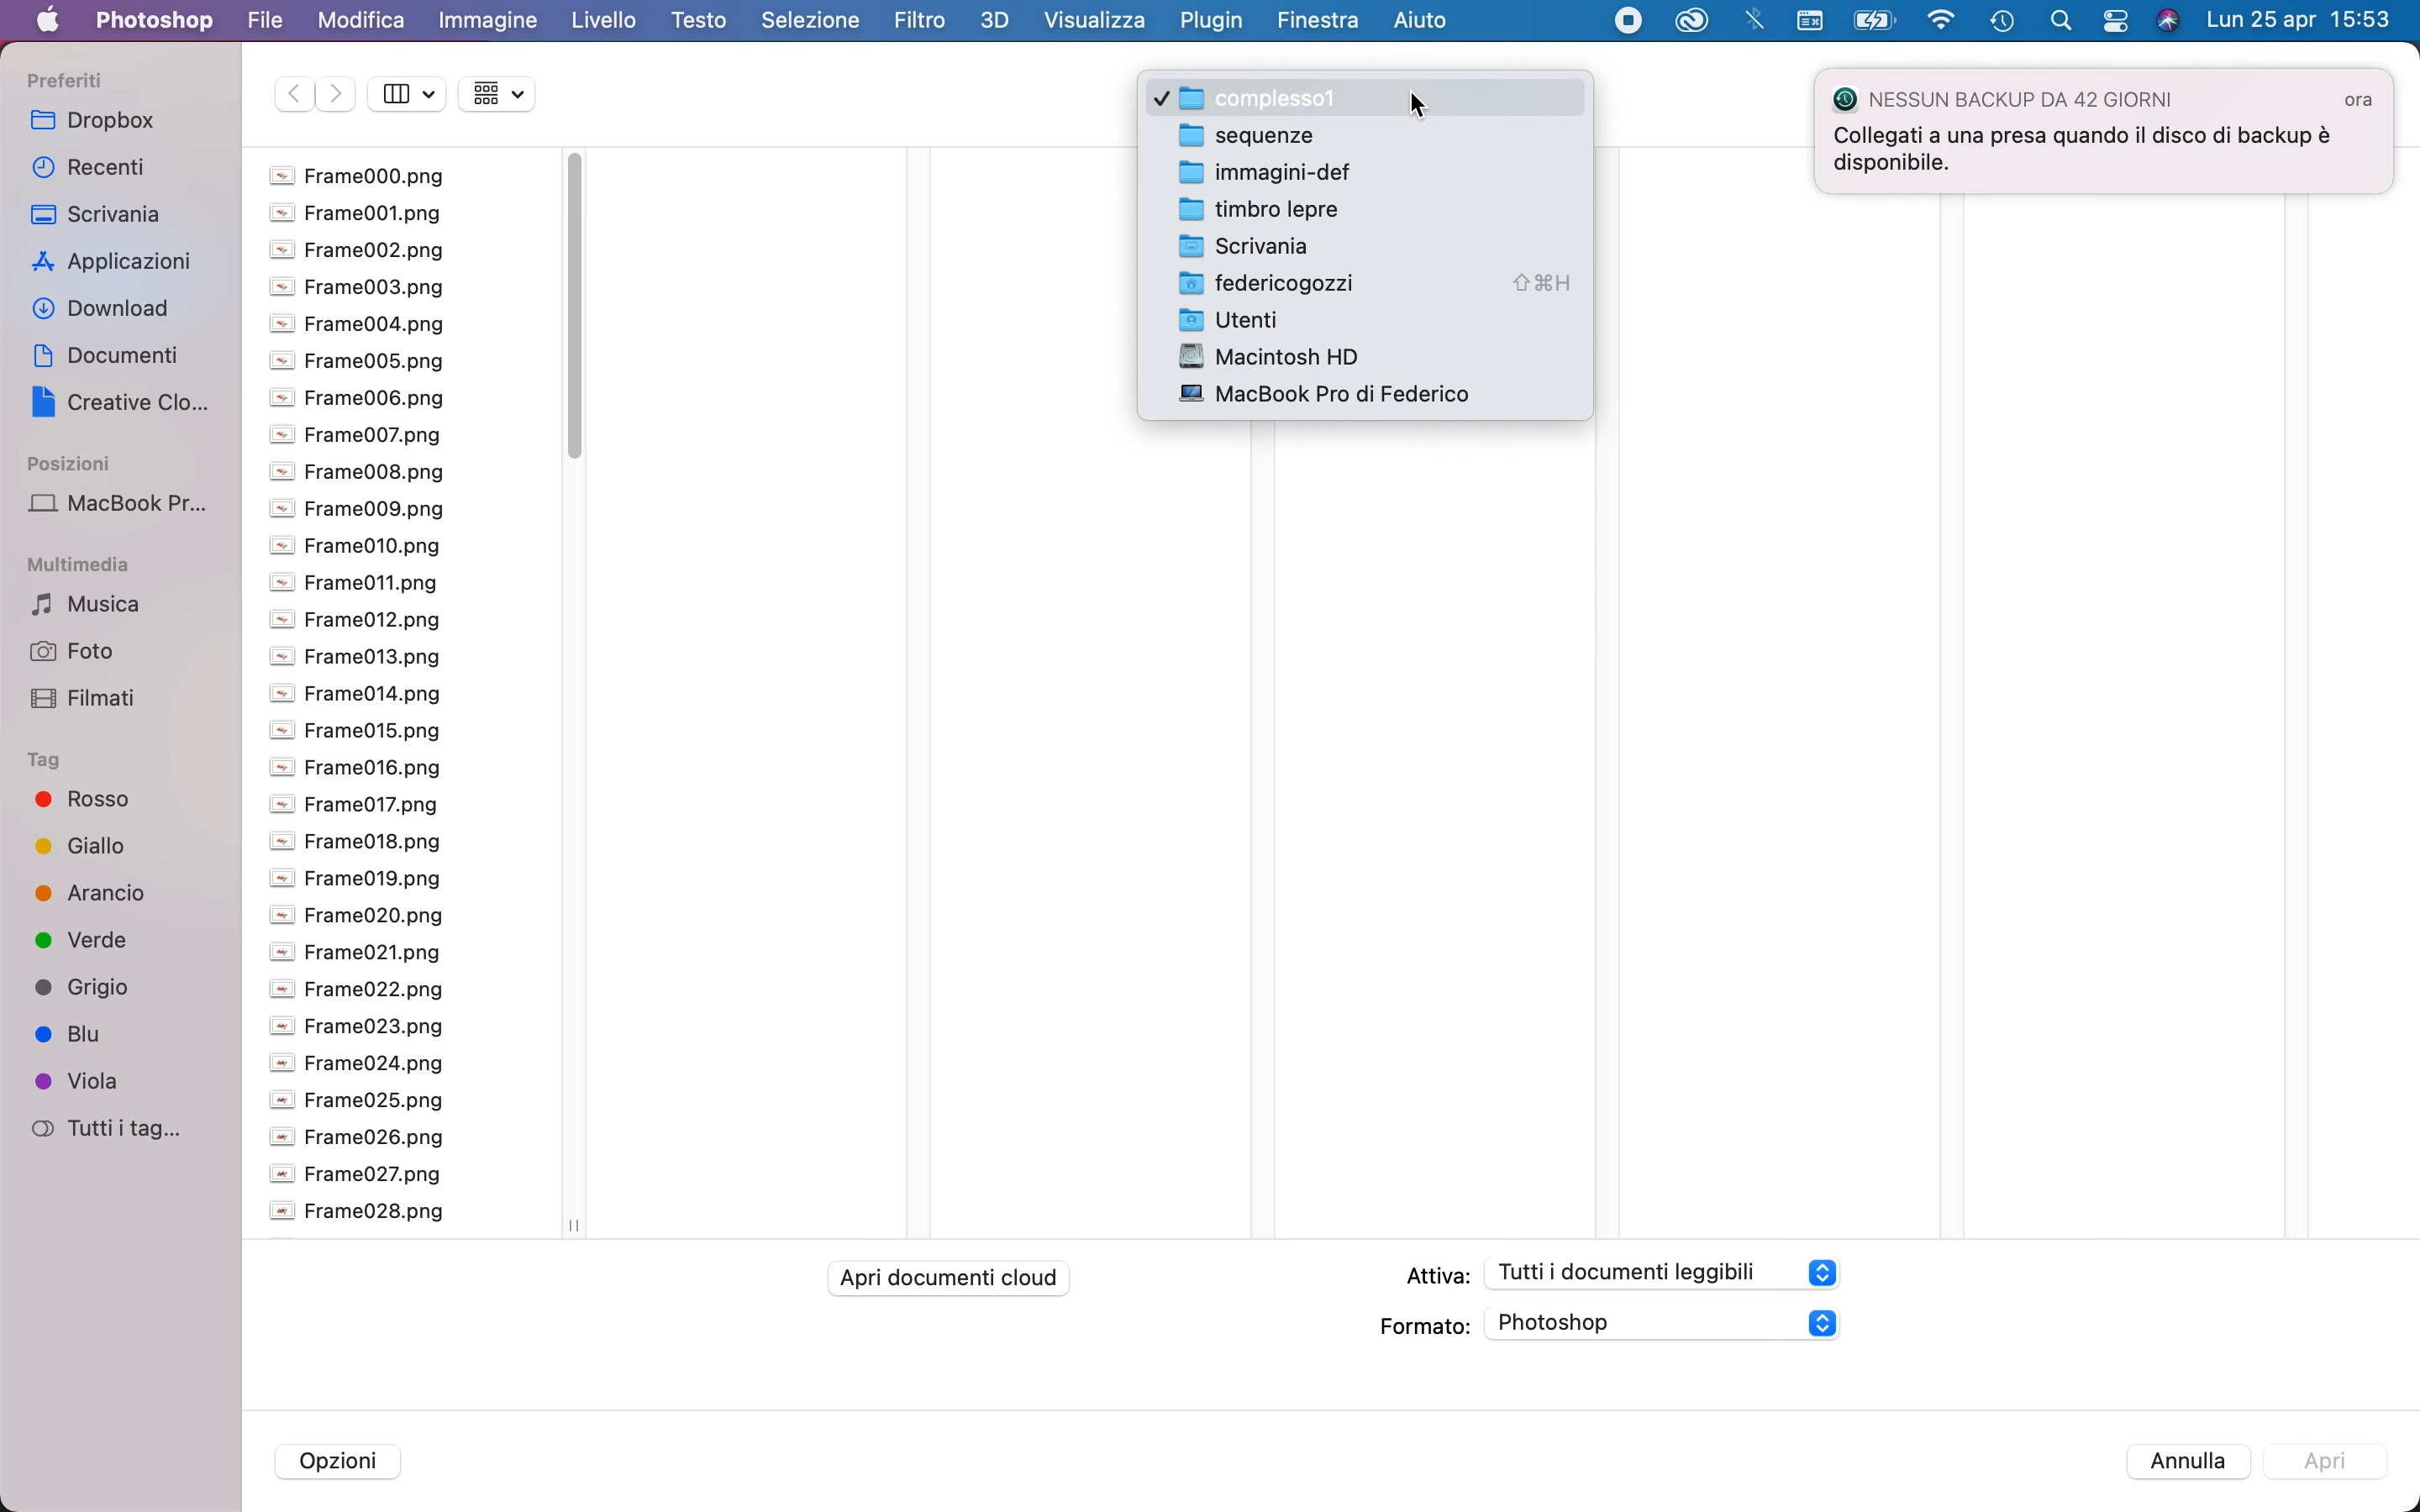 Photoshop File Modifica Immagine Livello Testo Selezione Filtro 3D Visualizza Plugin Finestra Aiuto Lun 25 apr 15:53
Preferiti
Dropbox
Recenti
Scrivania
Applicazioni
Download
Documenti
Creative Clo...
Posizioni
MacBook Pr...
Multimedia
Musica
Foto
Filmati
Tag
Rosso
Giallo
Arancio
Verde
Grigio
Blu
Viola
Tutti i tag...
Frame000.png
Frame001.png
Frame002.png
Frame003.png
Frame004.png
Frame005.png
Frame006.png
Frame007.png
Frame008.png
Frame009.png
Frame010.png
Frame011.png
Frame012.png
Frame013.png
Frame014.png
Frame015.png
Frame016.png
Frame017.png
Frame018.png
Frame019.png
Frame020.png
Frame021.png
Frame022.png
Frame023.png
Frame024.png
Frame025.png
Frame026.png
Frame027.png
Frame028.png
complesso1
sequenze
immagini-def
timbro lepre
Scrivania
federicogozzi ⇧⌘H
Utenti
Macintosh HD
MacBook Pro di Federico
NESSUN BACKUP DA 42 GIORNI ora
Collegati a una presa quando il disco di backup è
disponibile.
Apri documenti cloud
Attiva: Tutti i documenti leggibili
Formato: Photoshop
Opzioni
Annulla
Apri